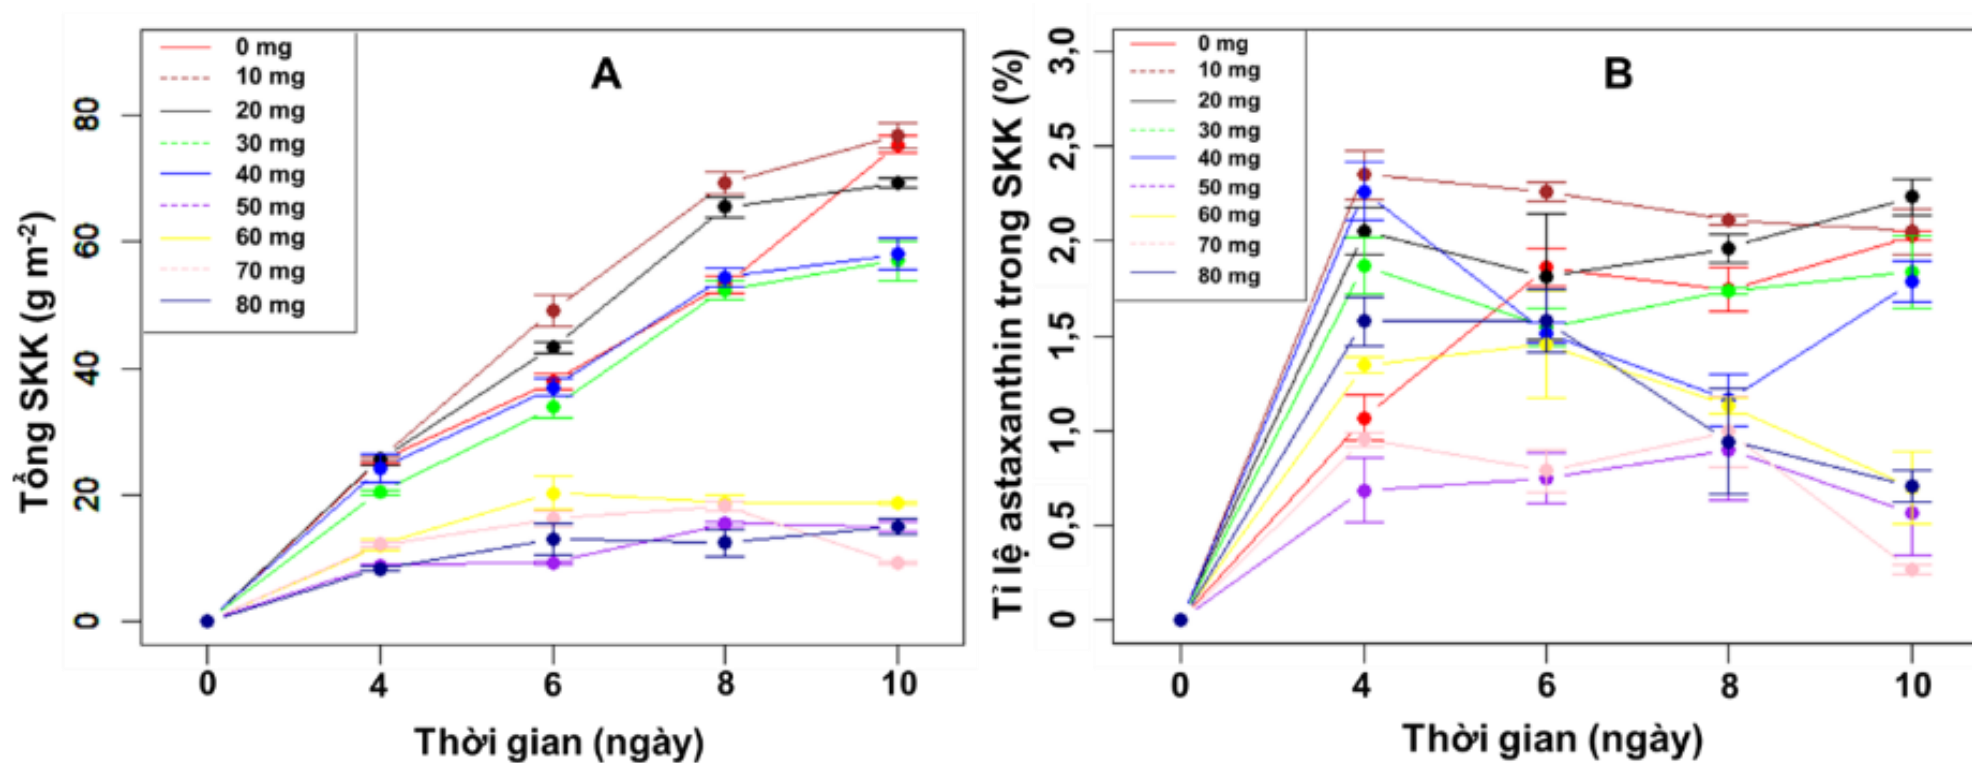 A
0 mg
10 mg
20 mg
30 mg
40 mg
50 mg
60 mg
70 mg
80 mg
Tổng SKK (g m-2)
80
60
40
20
0
0 4 6 8 10
Thời gian (ngày)
B
0 mg
10 mg
20 mg
30 mg
40 mg
50 mg
60 mg
70 mg
80 mg
Tỉ lệ astaxanthin trong SKK (%)
3,0
2,5
2,0
1,5
1,0
0,5
0
0 4 6 8 10
Thời gian (ngày)